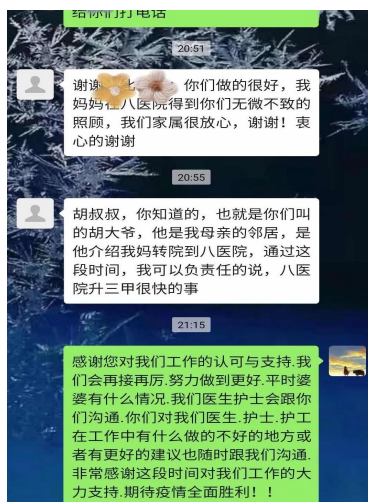 给你们打电话
20:51
谢谢 你们做的很好，我
妈妈在八医院得到你们无微不致的
照顾，我们家属很放心，谢谢！衷
心的谢谢
20:55
胡叔叔，你知道的，也就是你们叫
的胡大爷，他是我母亲的邻居，是
他介绍我妈转院到八医院，通过这
段时间，我可以负责任的说，八医
院升三甲很快的事
21:15
感谢您对我们工作的认可与支持.我
们会再接再厉.努力做到更好.平时婆
婆有什么情况.我们医生护士会跟你
们沟通.你们对我们医生.护士.护工
在工作中有什么做的不好的地方或
者有更好的建议也随时跟我们沟通.
非常感谢这段时间对我们工作的大
力支持.期待疫情全面胜利！！